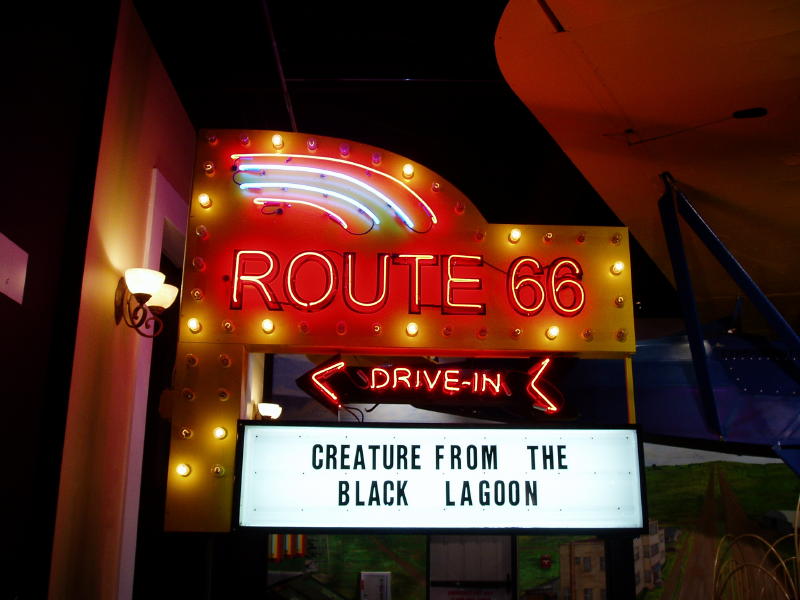 ROUTE 66
DRIVE-IN
CREATURE FROM THE
BLACK LAGOON